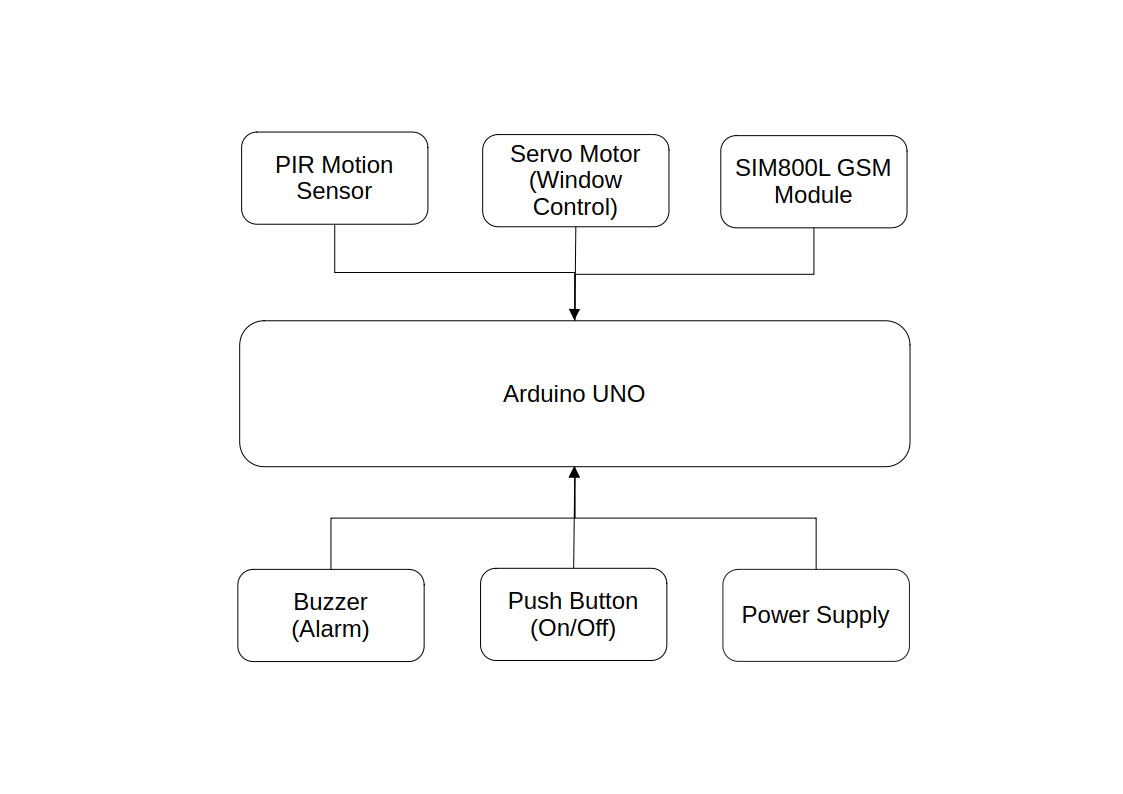 PIR Motion
Sensor
Servo Motor
(Window
Control)
SIM800L GSM
Module
Arduino UNO
Buzzer
(Alarm)
Push Button
(On/Off)
Power Supply